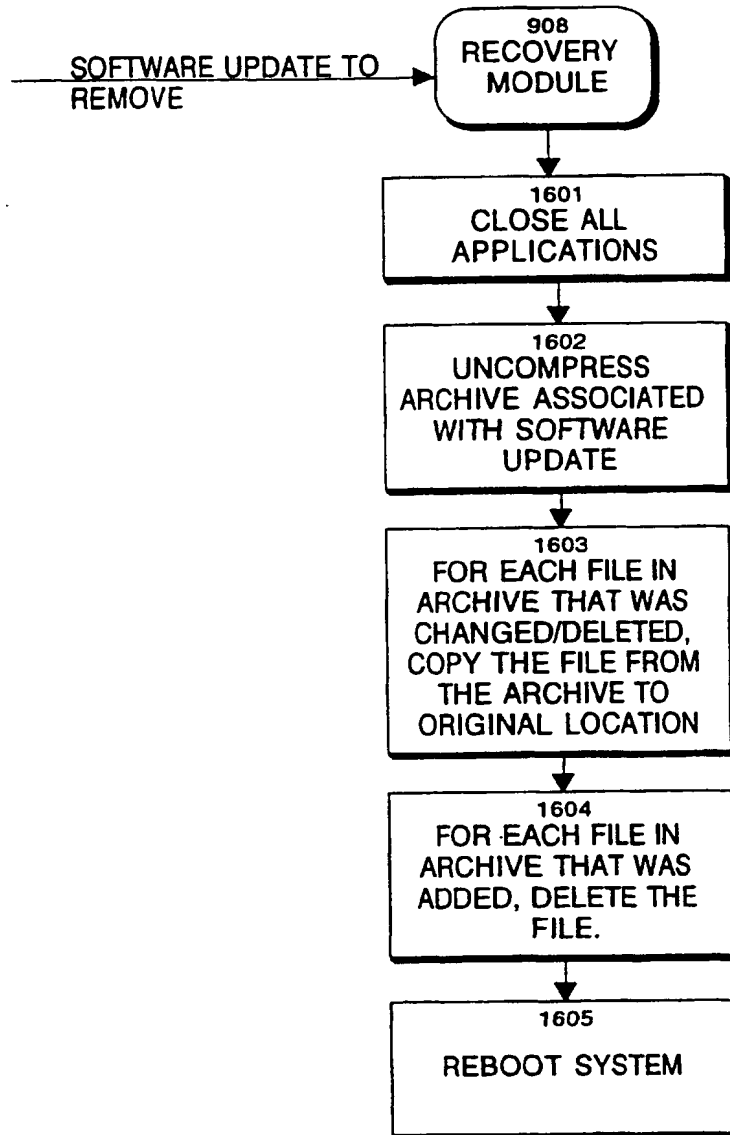 SOFTWARE UPDATE TO
REMOVE
908
RECOVERY
MODULE
1601
CLOSE ALL
APPLICATIONS
1602
UNCOMPRESS
ARCHIVE ASSOCIATED
WITH SOFTWARE
UPDATE
1603
FOR EACH FILE IN
ARCHIVE THAT WAS
CHANGED/DELETED,
COPY THE FILE FROM
THE ARCHIVE TO
ORIGINAL LOCATION
1604
FOR EACH FILE IN
ARCHIVE THAT WAS
ADDED, DELETE THE
FILE.
1605
REBOOT SYSTEM